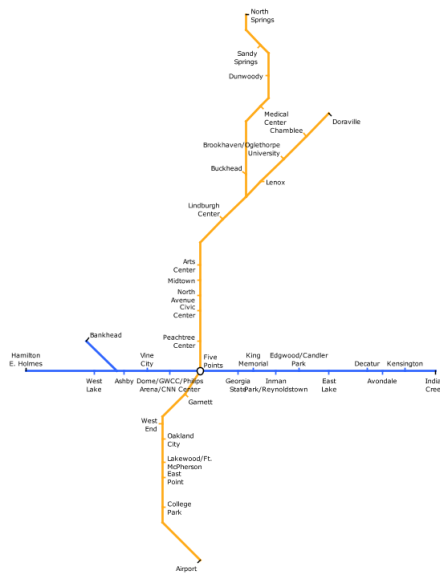 North
Springs
Sandy
Springs
Dunwoody
Medical
Center
Chamblee
Doraville
Brookhaven/Oglethorpe
University
Buckhead
Lenox
Lindburgh
Center
Arts
Center
Midtown
North
Avenue
Civic
Center
Peachtree
Center
Bankhead
Hamilton
E. Holmes
Vine
City
Five
Points
King
Memorial
Edgwood/Candler
Park
Decatur
Kensington
West
Lake
Ashby
Dome/GWCC/Philips
Arena/CNN Center
Georgia
State
Inman
Park/Reynoldstown
East
Lake
Avondale
Indian
Creek
Garnett
West
End
Oakland
City
Lakewood/Ft.
McPherson
East
Point
College
Park
Airport